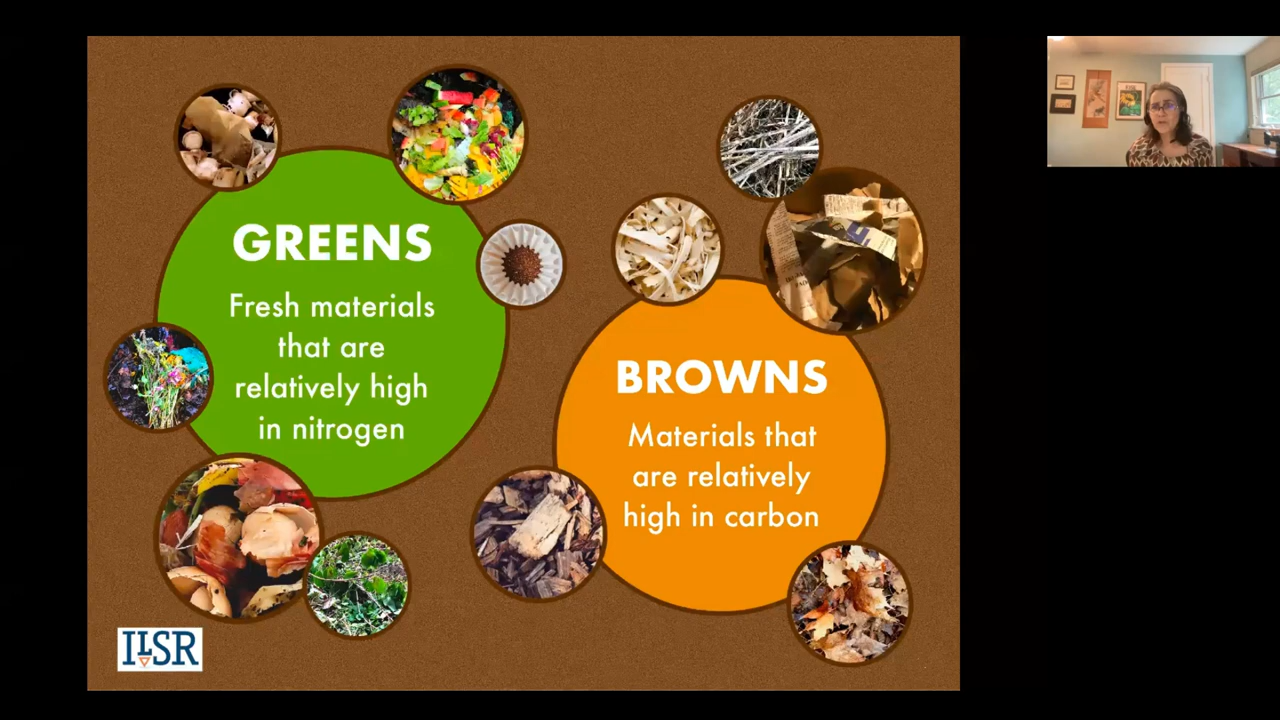 GREENS
Fresh materials
that are
relatively high
in nitrogen
BROWNS
Materials that
are relatively
high in carbon
ILSR